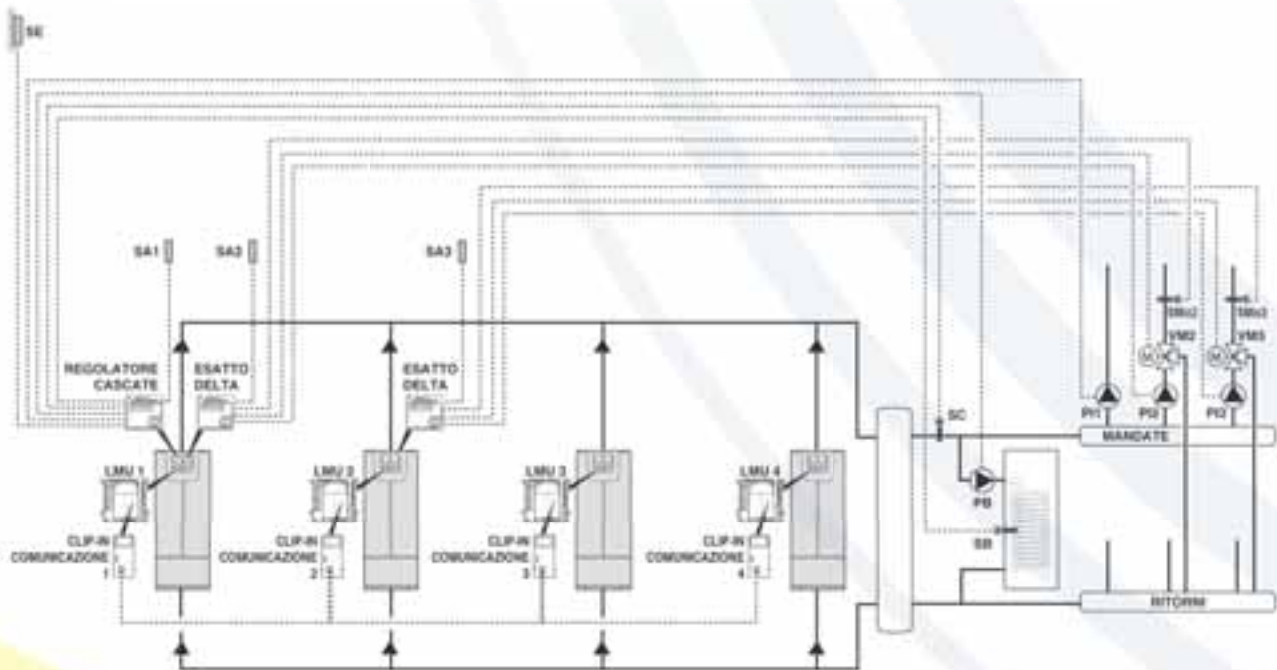 SE
SA1
SA2
SA3
SMo2
SMo3
VM2
VM3
M
M
REGOLATORE
CASCATE
ESATTO
DELTA
ESATTO
DELTA
PI1
PI2
PI3
SC
MANDATE
LMU 1
LMU 2
LMU 3
LMU 4
PB
CLIP-IN
COMUNICAZIONE
1
CLIP-IN
COMUNICAZIONE
2
CLIP-IN
COMUNICAZIONE
3
CLIP-IN
COMUNICAZIONE
4
SB
RITORNI